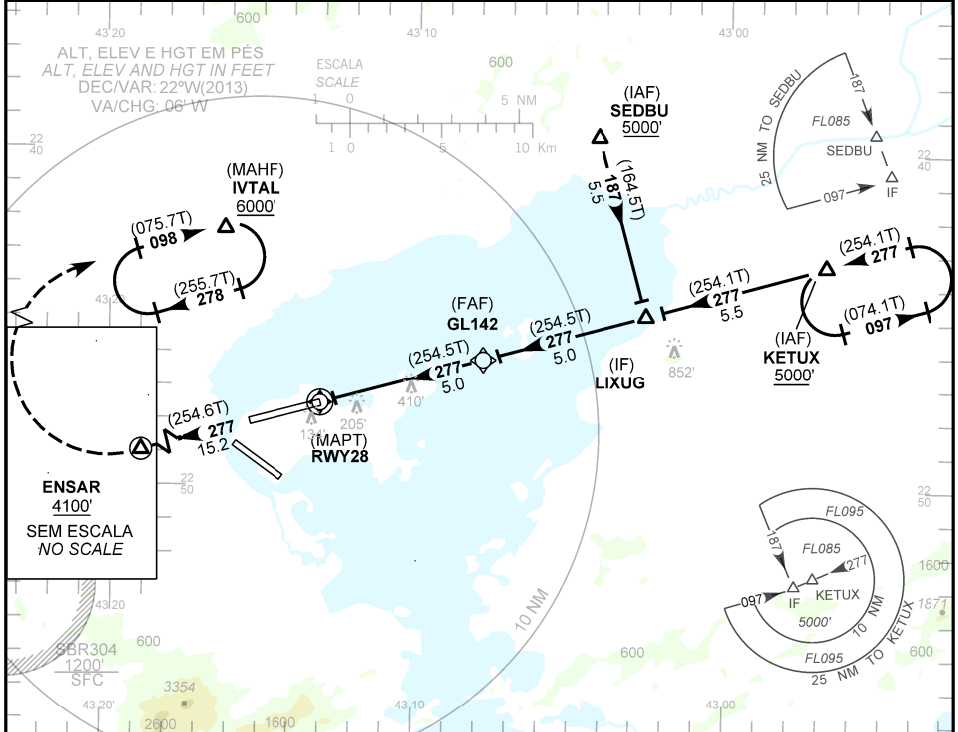 43 20
600
43 10
43 00
ALT, ELEV E HGT EM PÉS
ALT, ELEV AND HGT IN FEET
DEC/VAR: 22ºW(2013)
VA/CHG: 06' W
ESCALA
SCALE
1 0 5 NM
1 0 5 10 Km
600
(IAF)
SEDBU
5000'
187
(164.5T)
5.5
25 NM TO SEDBU
187
FL085
SEDBU
097
IF
22
40
22
40
(MAHF)
IVTAL
6000'
(075.7T)
098
(255.7T)
278
43 20
(254.1T)
277
(074.1T)
097
(254.1T)
277
5.5
(IAF)
KETUX
5000'
(FAF)
GL142
(254.5T)
277
5.0
(IF)
LIXUG
852'
(254.5T)
277
5.0
410'
205'
134'
(MAPT)
RWY28
(254.6T)
277
15.2
ENSAR
4100'
SEM ESCALA
NO SCALE
22
50
22
50
FL095
187
FL085
277
097
IF
KETUX
5000'
10 NM
FL095
25 NM TO KETUX
1600
1871
600
10 NM
43 20
600
SBR304
1200'
SFC
3354
600
43 20
2600
1600
43 10
43 00